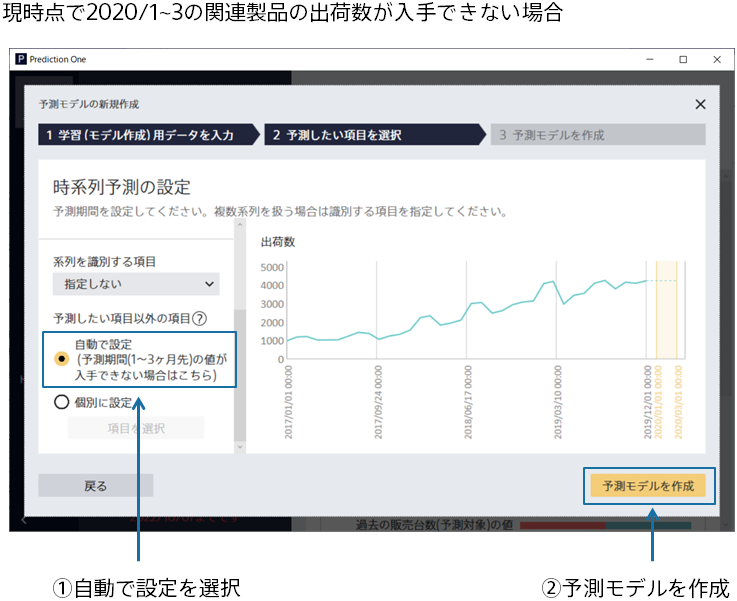 現時点で2020/1~3の関連製品の出荷数が入手できない場合
P Prediction One
予測モデルの新規作成
1 学習(モデル作成)用データを入力
2 予測したい項目を選択
3 予測モデルを作成
時系列予測の設定
予測期間を設定してください。複数系列を扱う場合は識別する項目を指定してください。
系列を識別する項目
指定しない
予測したい項目以外の項目?
自動で設定
(予測期間(1〜3ヶ月先)の値が
入手できない場合はこちら)
個別に設定
項目を選択
出荷数
5000
4000
3000
2000
1000
0
2017/01/01 00:00
2017/09/24 00:00
2018/06/17 00:00
2019/03/10 00:00
2019/12/01 00:00
2020/01/01 00:00
2020/03/01 00:00
戻る
予測モデルを作成
過去の販売台数(予測対象)の値
①自動で設定を選択
②予測モデルを作成